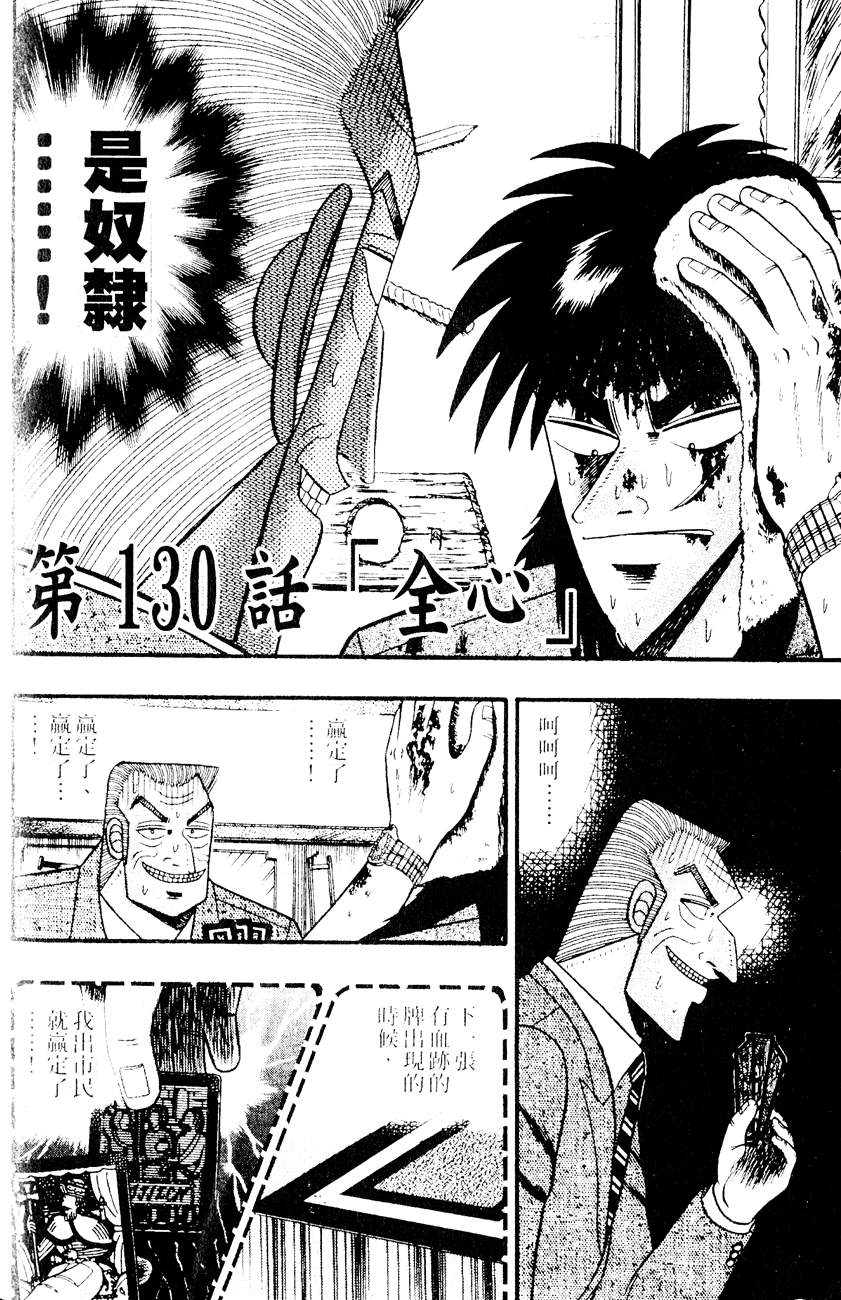 是奴隸
……！
第130話「全心」
呵呵呵……
贏定了
……！
贏定了、
贏定了…
…！
下一張
有血跡的
牌出現的
時候，
我出市民
就贏定了
……！